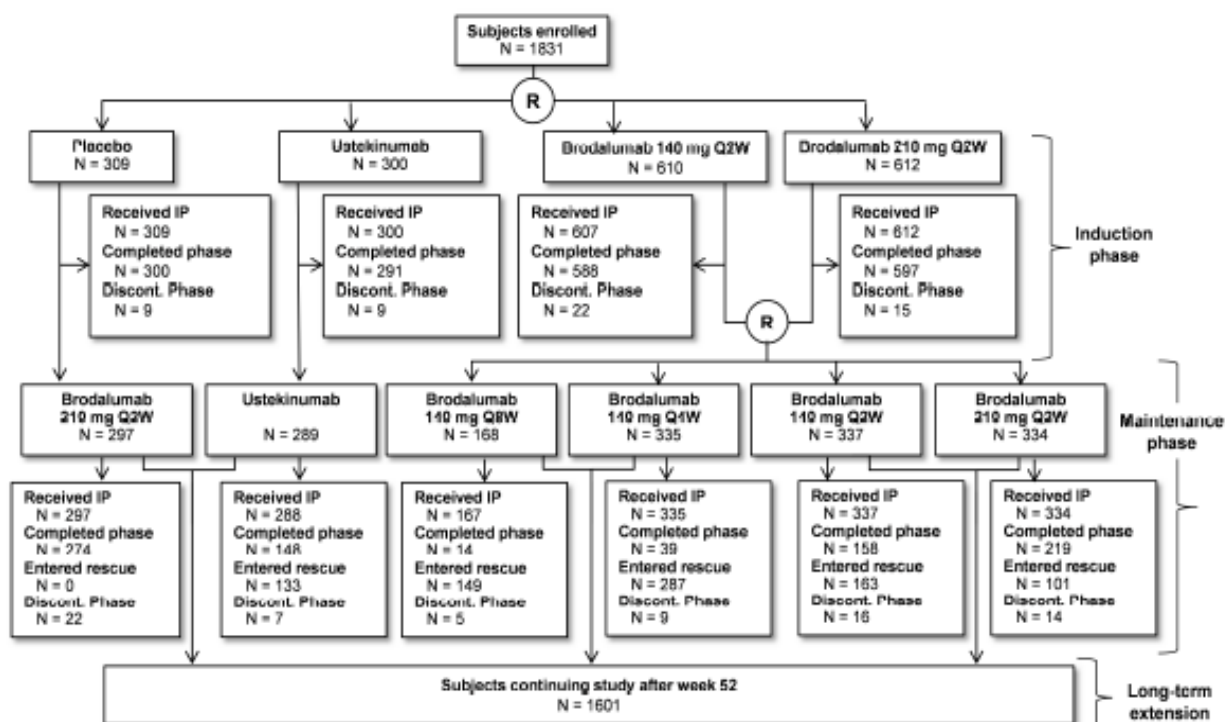 Subjects enrolled
N = 1831
R
Placebo
N = 309
Ustekinumab
N = 300
Brodalumab 140 mg Q2W
N = 610
Brodalumab 210 mg Q2W
N = 612
Received IP
N = 309
Completed phase
N = 300
Discont. Phase
N = 9
Received IP
N = 300
Completed phase
N = 291
Discont. Phase
N = 9
Received IP
N = 607
Completed phase
N = 588
Discont. Phase
N = 22
Received IP
N = 612
Completed phase
N = 597
Discont. Phase
N = 15
Induction
phase
R
Brodalumab
210 mg Q2W
N = 297
Ustekinumab
N = 289
Brodalumab
140 mg Q8W
N = 168
Brodalumab
140 mg Q4W
N = 335
Brodalumab
140 mg Q2W
N = 337
Brodalumab
210 mg Q2W
N = 334
Maintenance
phase
Received IP
N = 297
Completed phase
N = 274
Entered rescue
N = 0
Discont. Phase
N = 22
Received IP
N = 288
Completed phase
N = 148
Entered rescue
N = 133
Discont. Phase
N = 7
Received IP
N = 167
Completed phase
N = 14
Entered rescue
N = 149
Discont. Phase
N = 5
Received IP
N = 335
Completed phase
N = 39
Entered rescue
N = 287
Discont. Phase
N = 9
Received IP
N = 337
Completed phase
N = 158
Entered rescue
N = 163
Discont. Phase
N = 16
Received IP
N = 334
Completed phase
N = 219
Entered rescue
N = 101
Discont. Phase
N = 14
Subjects continuing study after week 52
N = 1601
Long-term
extension